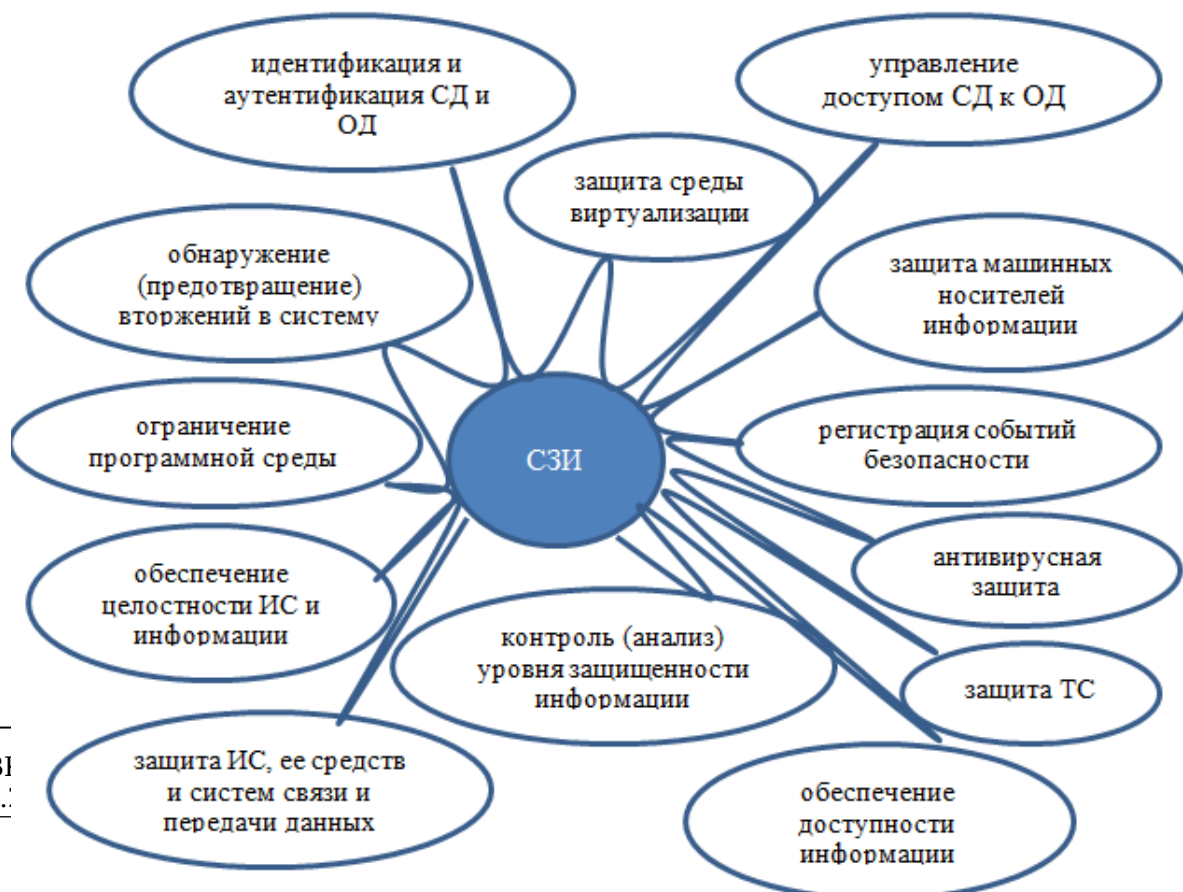 идентификация и
аутентификация СД и
ОД
управление
доступом СД к ОД
защита среды
виртуализации
обнаружение
(предотвращение)
вторжений в систему
защита машинных
носителей
информации
ограничение
программной среды
СЗИ
регистрация событий
безопасности
обеспечение
целостности ИС и
информации
антивирусная
защита
контроль (анализ)
уровня защищенности
информации
защита ТС
защита ИС, ее средств
и систем связи и
передачи данных
обеспечение
доступности
информации